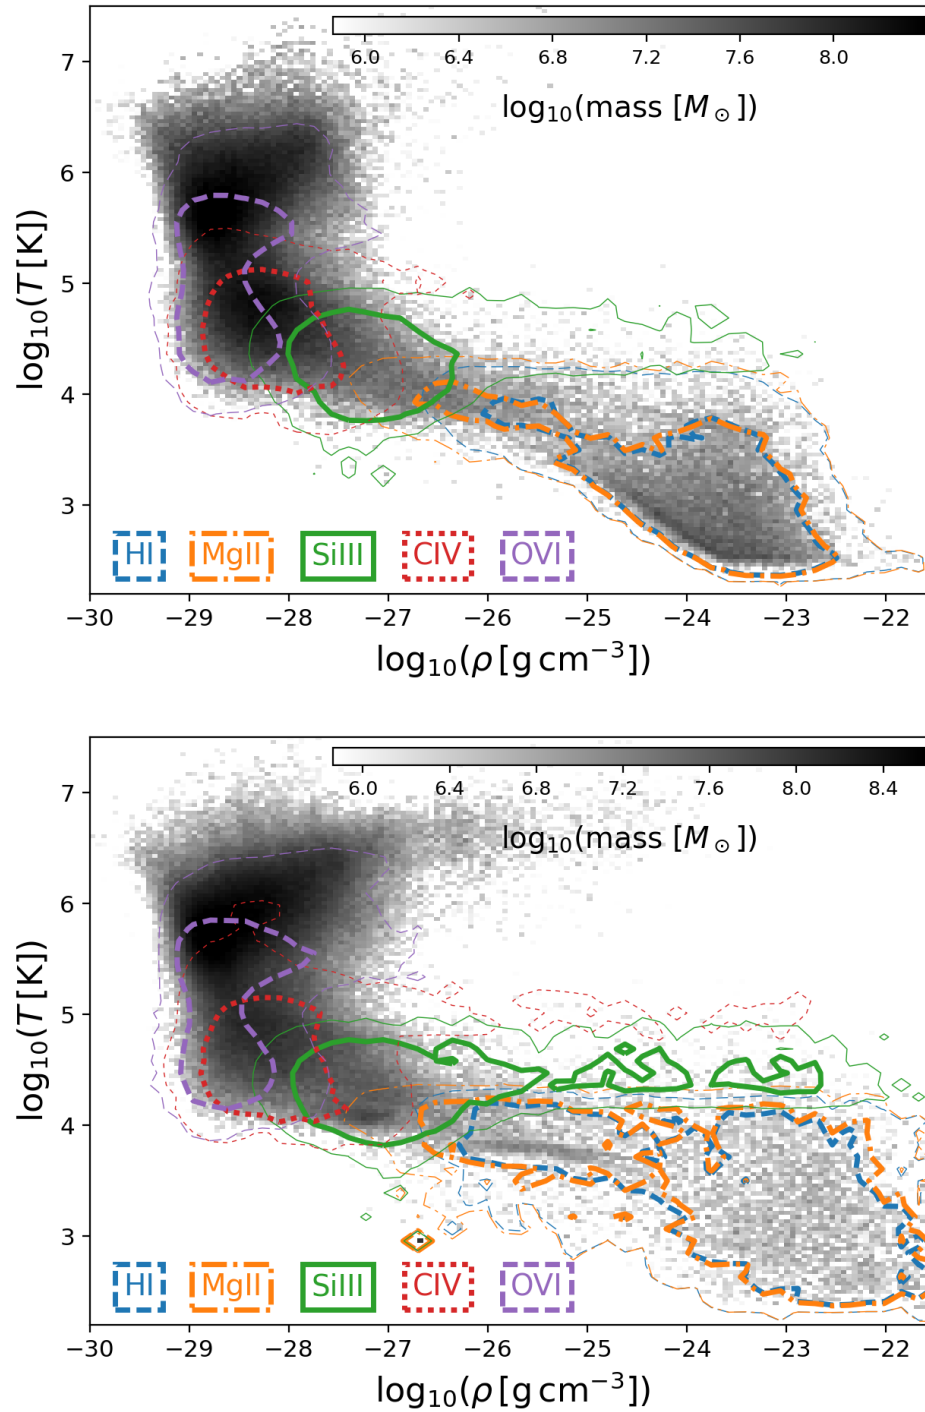 6.0 6.4 6.8 7.2 7.6 8.0
log₁₀(mass [M⊙])
7
6
5
4
3
log₁₀(T [K])
HI MgII SiIII CIV OVI
−30 −29 −28 −27 −26 −25 −24 −23 −22
log₁₀(ρ [g cm⁻³])
6.0 6.4 6.8 7.2 7.6 8.0 8.4
log₁₀(mass [M⊙])
7
6
5
4
3
log₁₀(T [K])
HI MgII SiIII CIV OVI
−30 −29 −28 −27 −26 −25 −24 −23 −22
log₁₀(ρ [g cm⁻³])